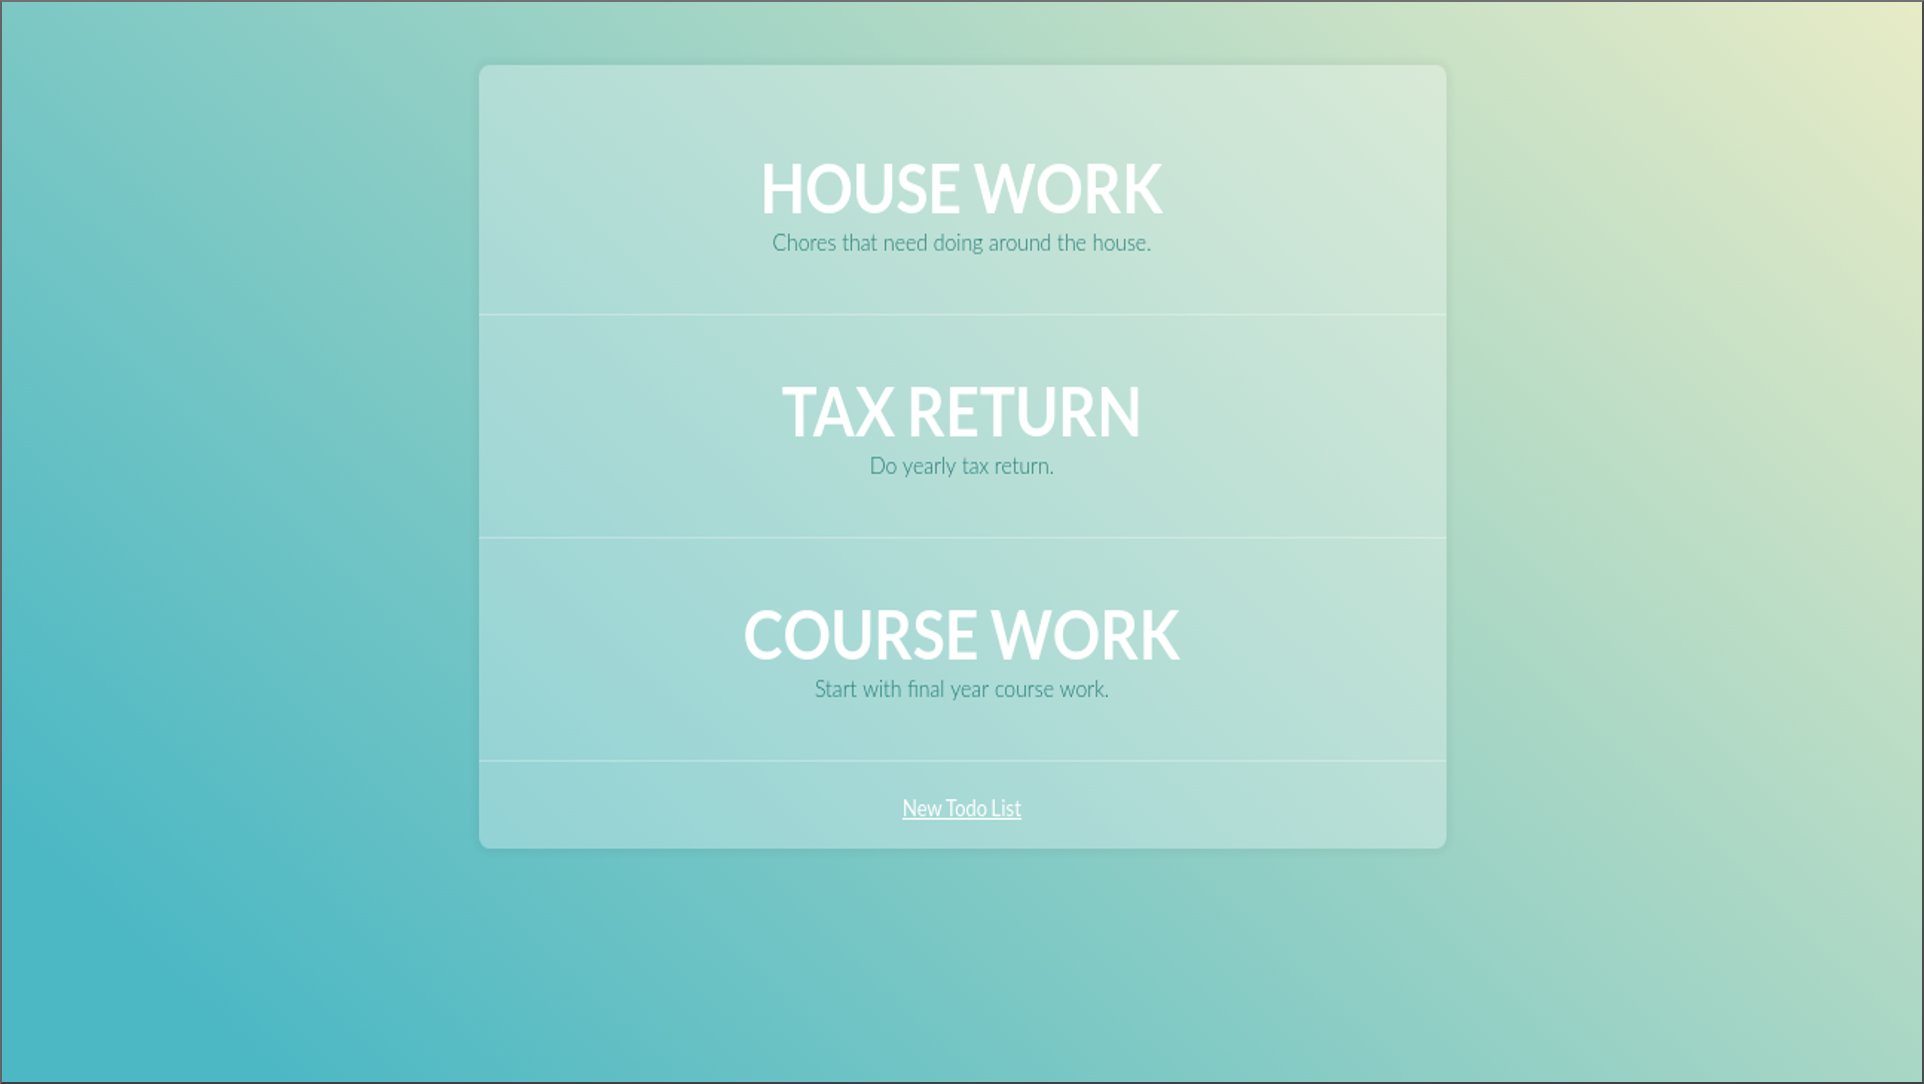 HOUSE WORK
Chores that need doing around the house.
TAX RETURN
Do yearly tax return.
COURSE WORK
Start with final year course work.
New Todo List